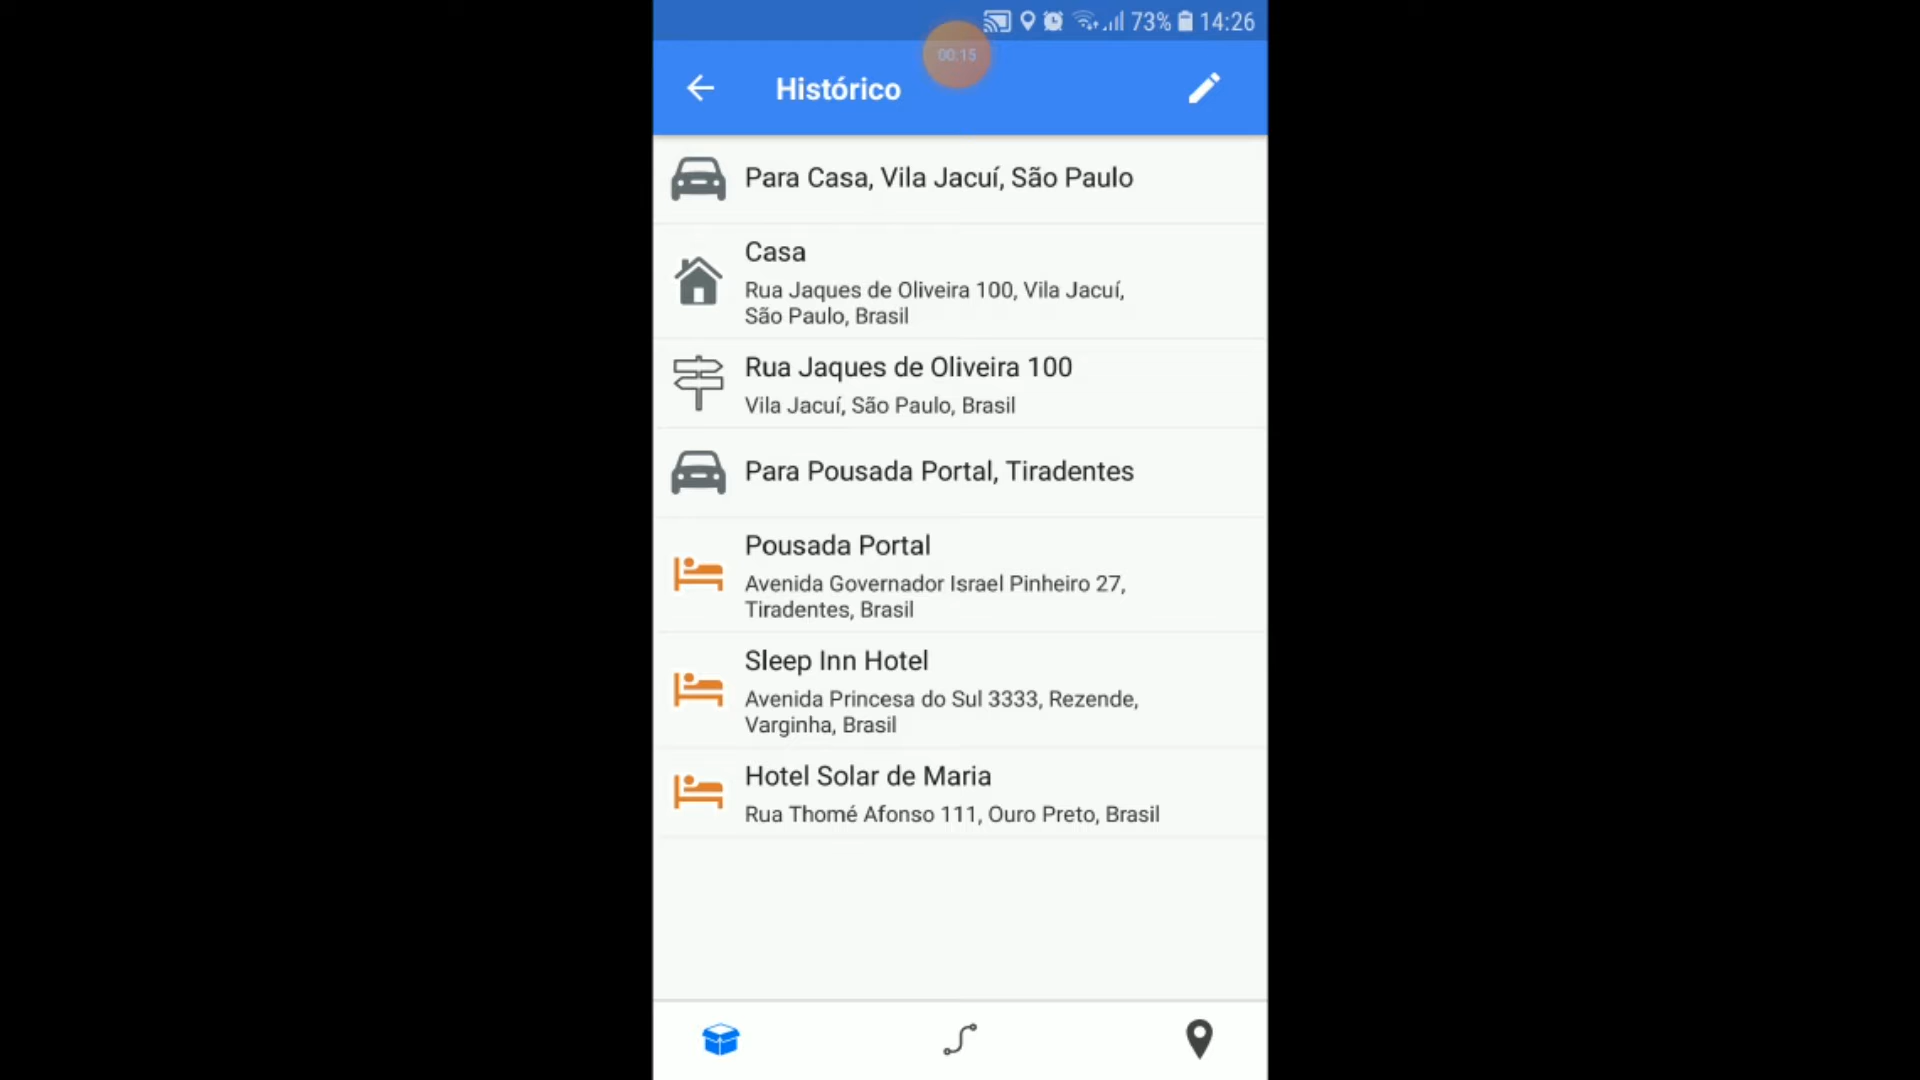 73% 14:26
00:15
Histórico
Para Casa, Vila Jacuí, São Paulo
Casa
Rua Jaques de Oliveira 100, Vila Jacuí,
São Paulo, Brasil
Rua Jaques de Oliveira 100
Vila Jacuí, São Paulo, Brasil
Para Pousada Portal, Tiradentes
Pousada Portal
Avenida Governador Israel Pinheiro 27,
Tiradentes, Brasil
Sleep Inn Hotel
Avenida Princesa do Sul 3333, Rezende,
Varginha, Brasil
Hotel Solar de Maria
Rua Thomé Afonso 111, Ouro Preto, Brasil